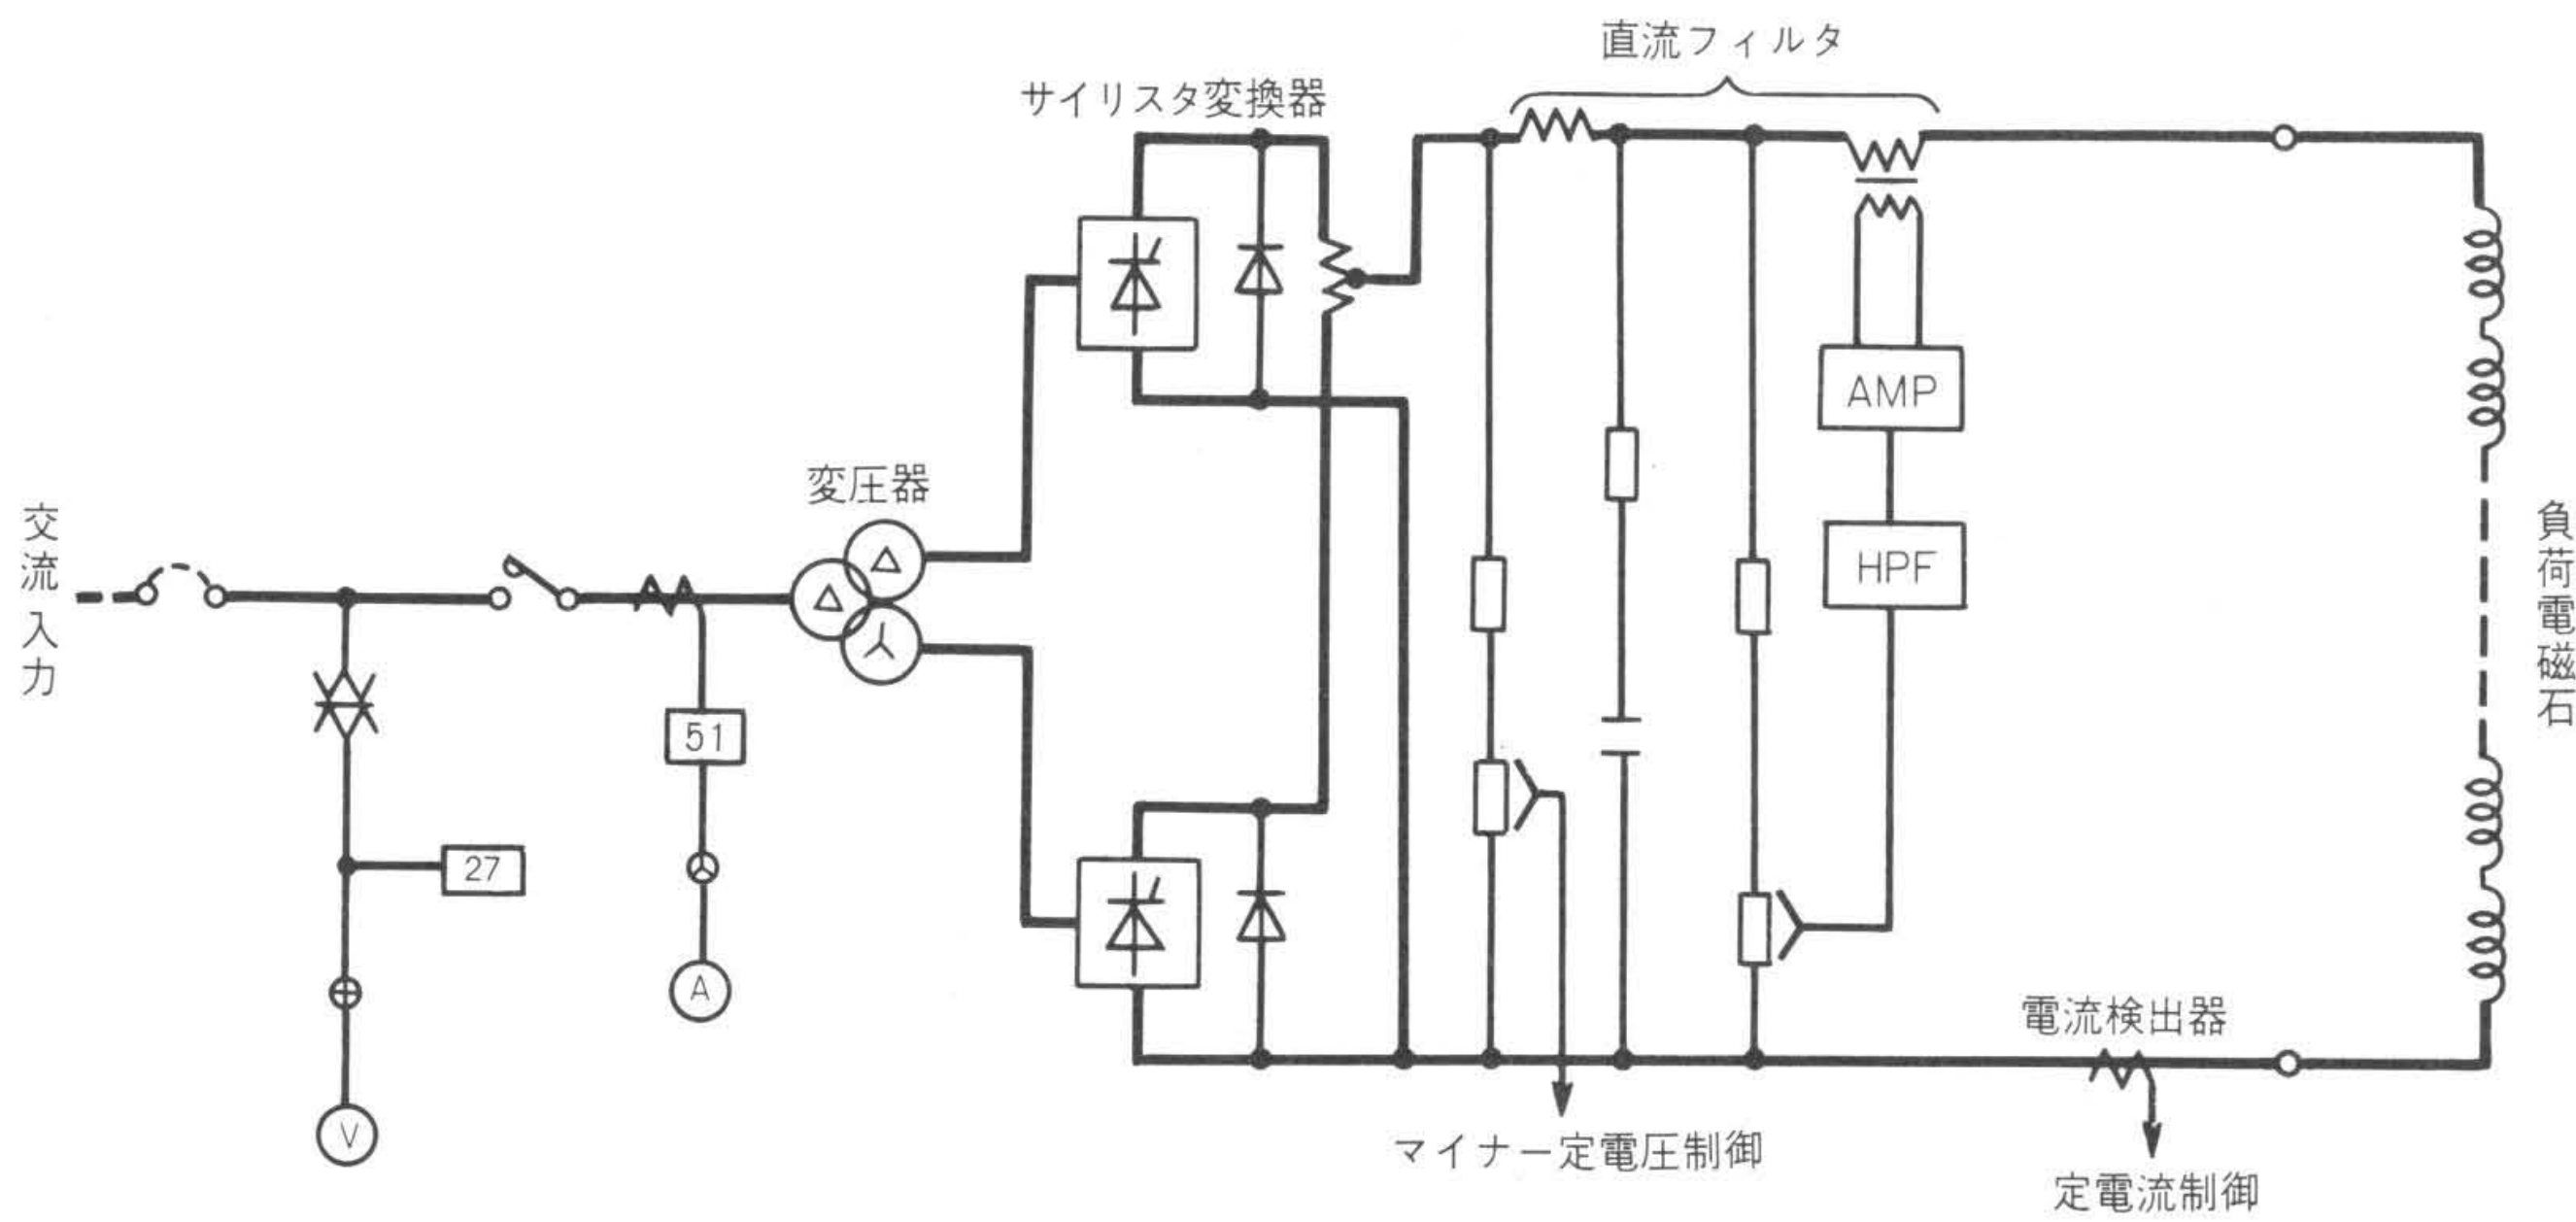 直流フィルタ
サイリスタ変換器
変圧器
交流入力
AMP
HPF
負荷電磁石
51
27
A
V
電流検出器
マイナー定電圧制御
定電流制御